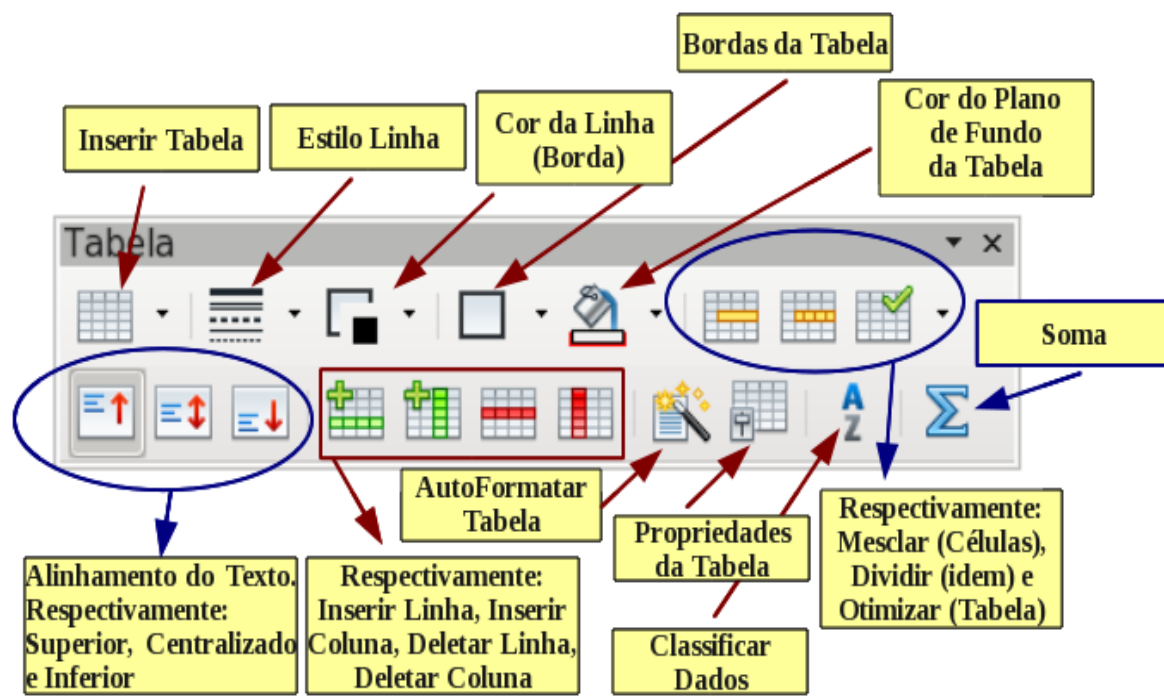 Bordas da Tabela
Inserir Tabela
Estilo Linha
Cor da Linha
(Borda)
Cor do Plano
de Fundo
da Tabela
Tabela
Soma
A
Z
Σ
AutoFormatar
Tabela
Propriedades
da Tabela
Respectivamente:
Mesclar (Células),
Dividir (idem) e
Otimizar (Tabela)
Alinhamento do Texto.
Respectivamente:
Superior, Centralizado
e Inferior
Respectivamente:
Inserir Linha, Inserir
Coluna, Deletar Linha,
Deletar Coluna
Classificar
Dados